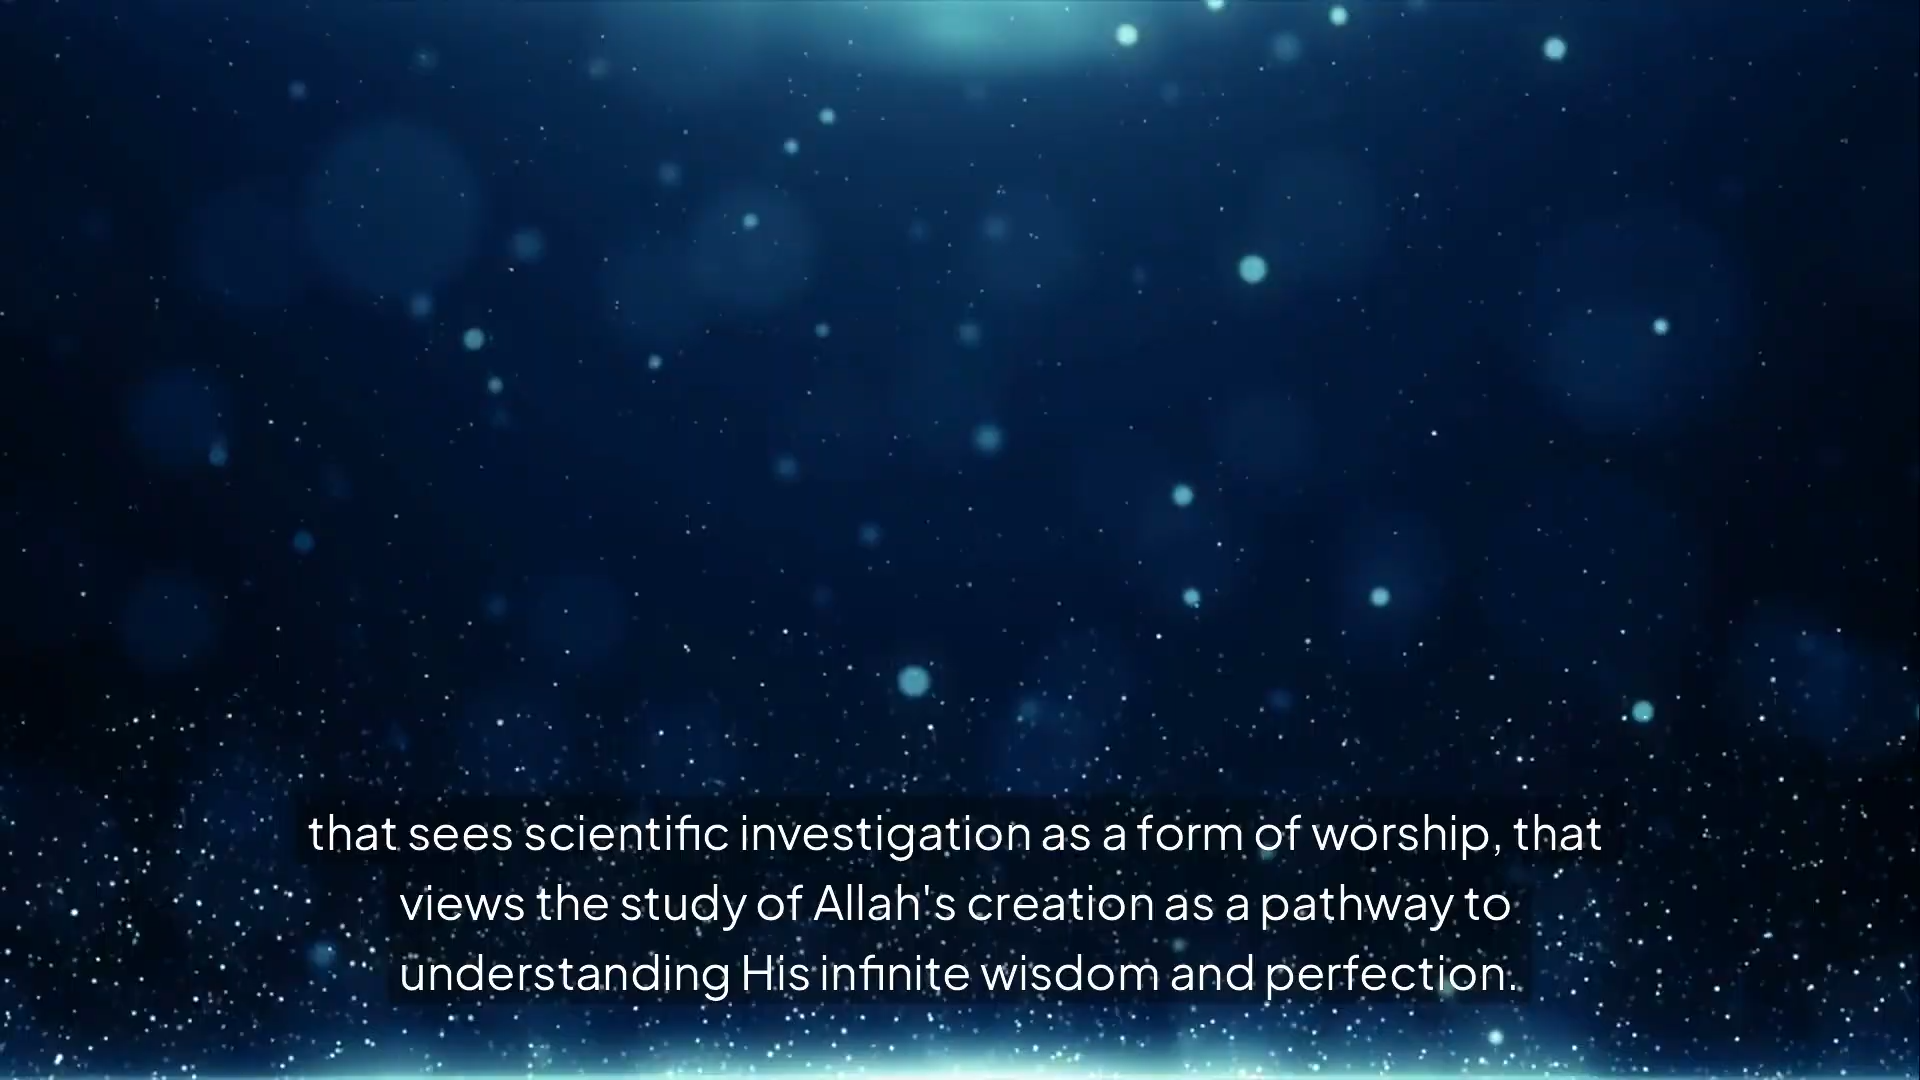 that sees scientific investigation as a form of worship, that
views the study of Allah's creation as a pathway to
understanding His infinite wisdom and perfection.